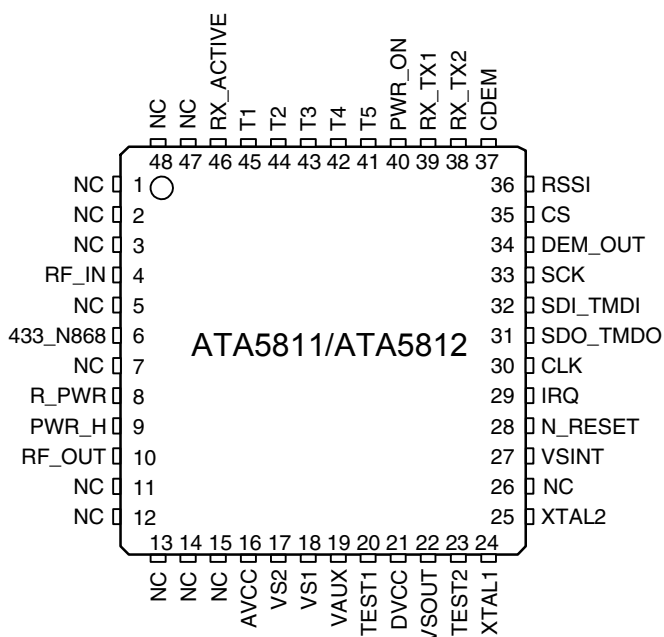 NC
NC
RX_ACTIVE
T1
T2
T3
T4
T5
PWR_ON
RX_TX1
RX_TX2
CDEM
48 47 46 45 44 43 42 41 40 39 38 37
NC 1 36 RSSI
NC 2 35 CS
NC 3 34 DEM_OUT
RF_IN 4 33 SCK
NC 5 32 SDI_TMDI
433_N868 6 31 SDO_TMDO
ATA5811/ATA5812
NC 7 30 CLK
R_PWR 8 29 IRQ
PWR_H 9 28 N_RESET
RF_OUT 10 27 VSINT
NC 11 26 NC
NC 12 25 XTAL2
13 14 15 16 17 18 19 20 21 22 23 24
NC
NC
NC
AVCC
VS2
VS1
VAUX
TEST1
DVCC
VSOUT
TEST2
XTAL1